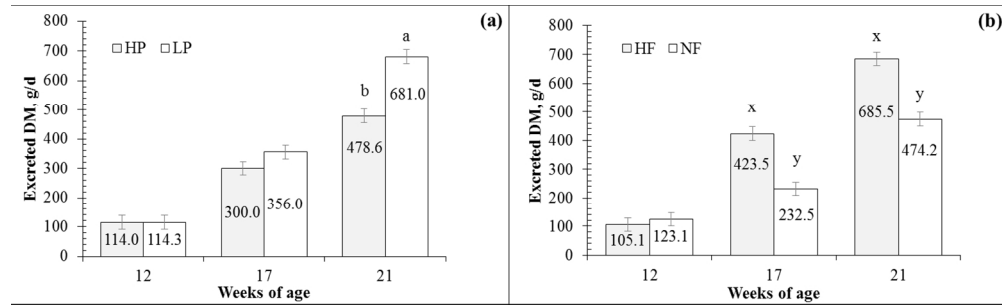 (a)
HP LP
Excreted DM, g/d
800
700
600
500
400
300
200
100
0
114.0 114.3
300.0 356.0
b
478.6
a
681.0
12 17 21
Weeks of age
(b)
HF NF
Excreted DM, g/d
800
700
600
500
400
300
200
100
0
105.1 123.1
x
423.5
y
232.5
x
685.5
y
474.2
12 17 21
Weeks of age